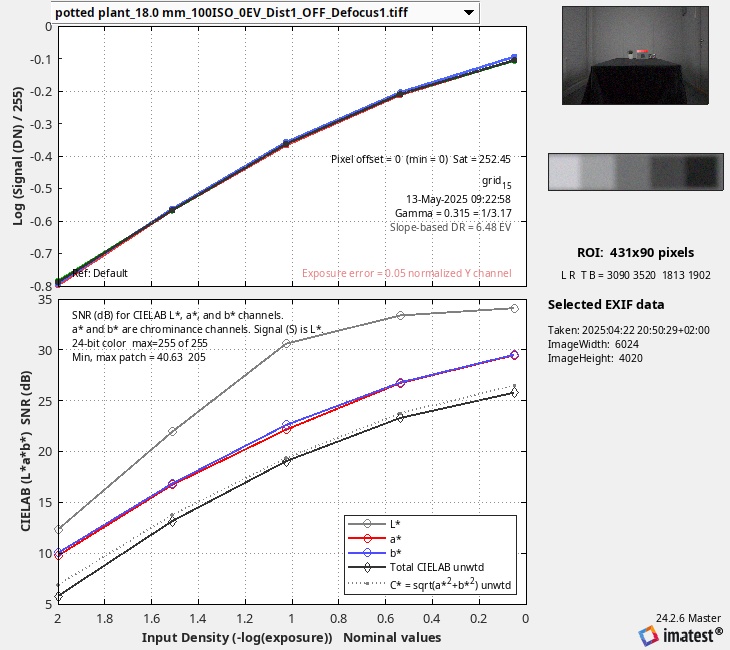 potted plant_18.0 mm_100ISO_0EV_Dist1_OFF_Defocus1.tiff
0
-0.1
-0.2
-0.3
-0.4
-0.5
-0.6
-0.7
-0.8
Log (Signal (DN) / 255)
Pixel offset = 0 (min = 0) Sat = 252.45
grid15
13-May-2025 09:22:58
Gamma = 0.315 = 1/3.17
Slope-based DR = 6.48 EV
Ref: Default
Exposure error = 0.05 normalized Y channel
35
30
25
20
15
10
5
CIELAB (L*a*b*) SNR (dB)
SNR (dB) for CIELAB L*, a*, and b* channels.
a* and b* are chrominance channels. Signal (S) is L*.
24-bit color max=255 of 255
Min, max patch = 40.63 205
L*
a*
b*
Total CIELAB unwtd
C* = sqrt(a*2+b*2) unwtd
2 1.8 1.6 1.4 1.2 1 0.8 0.6 0.4 0.2 0
Input Density (-log(exposure)) Nominal values
ROI: 431x90 pixels
L R T B = 3090 3520 1813 1902
Selected EXIF data
Taken: 2025:04:22 20:50:29+02:00
ImageWidth: 6024
ImageHeight: 4020
24.2.6 Master
imatest®